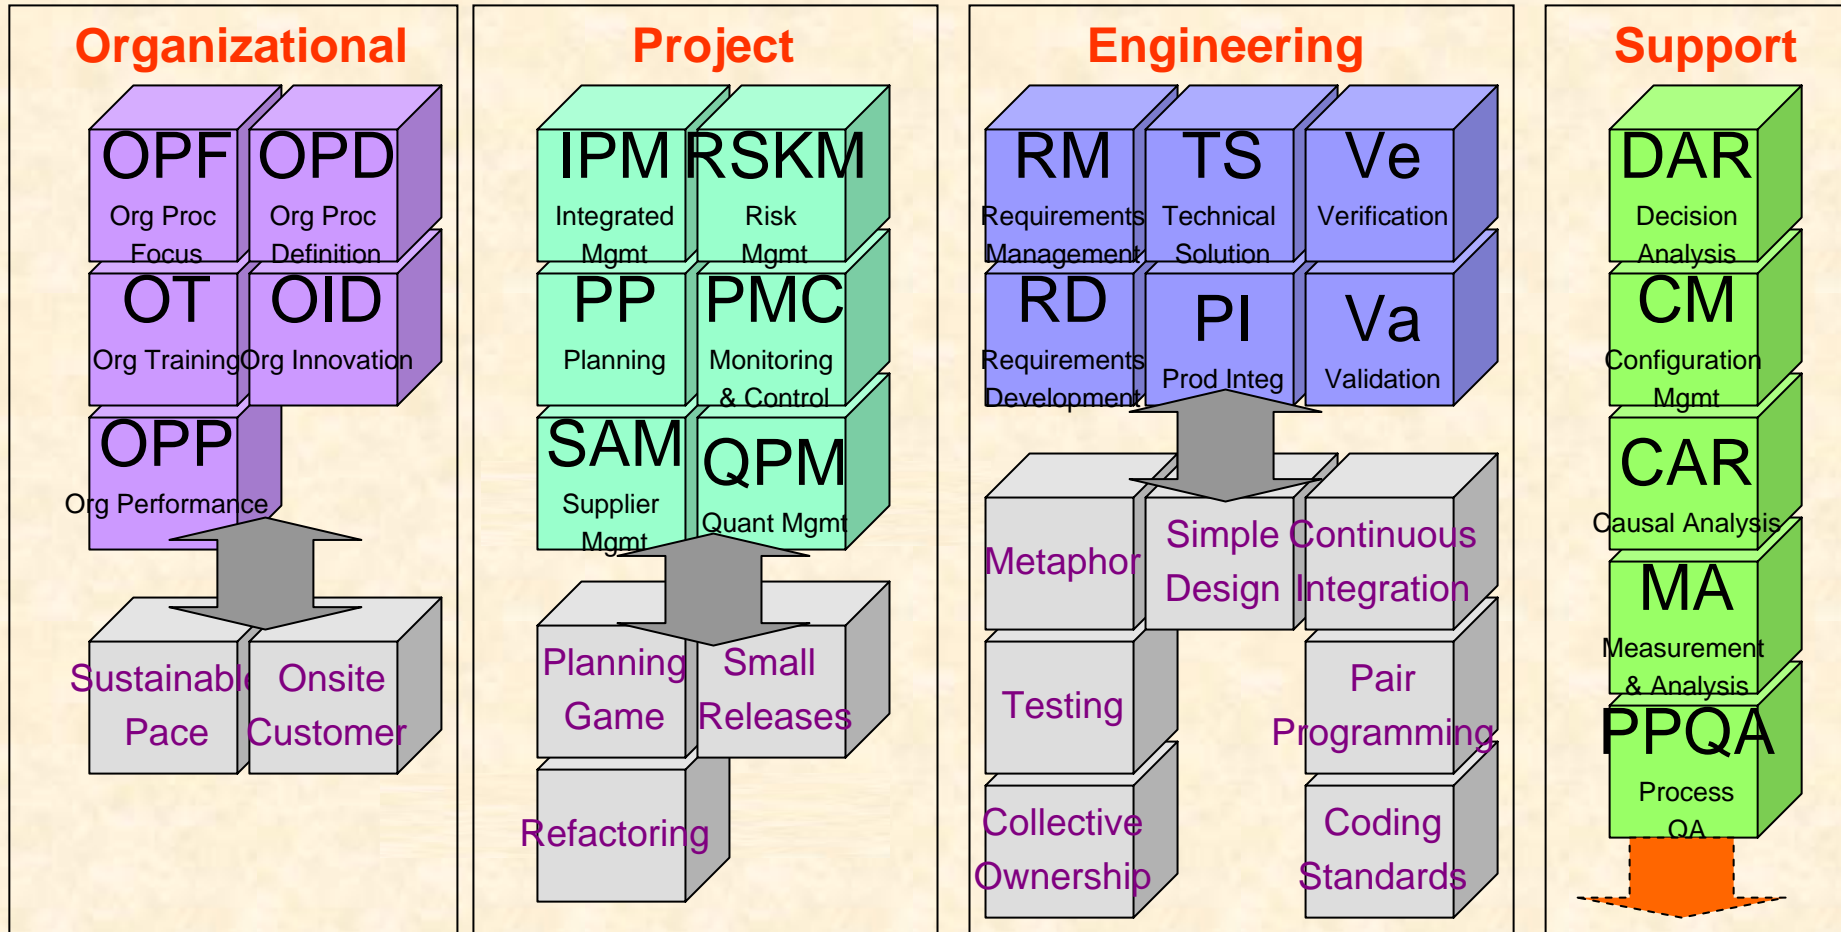 Organizational
OPF
Org Proc
Focus
OPD
Org Proc
Definition
OT
Org Training
OID
Org Innovation
OPP
Org Performance
Sustainable
Pace
Onsite
Customer
Project
IPM
Integrated
Mgmt
RSKM
Risk
Mgmt
PP
Planning
PMC
Monitoring
& Control
SAM
Supplier
Mgmt
QPM
Quant Mgmt
Planning
Game
Small
Releases
Refactoring
Engineering
RM
Requirements
Management
TS
Technical
Solution
Ve
Verification
RD
Requirements
Development
PI
Prod Integ
Va
Validation
Metaphor
Simple
Design
Continuous
Integration
Testing
Pair
Programming
Collective
Ownership
Coding
Standards
Support
DAR
Decision
Analysis
CM
Configuration
Mgmt
CAR
Causal Analysis
MA
Measurement
& Analysis
PPQA
Process
QA